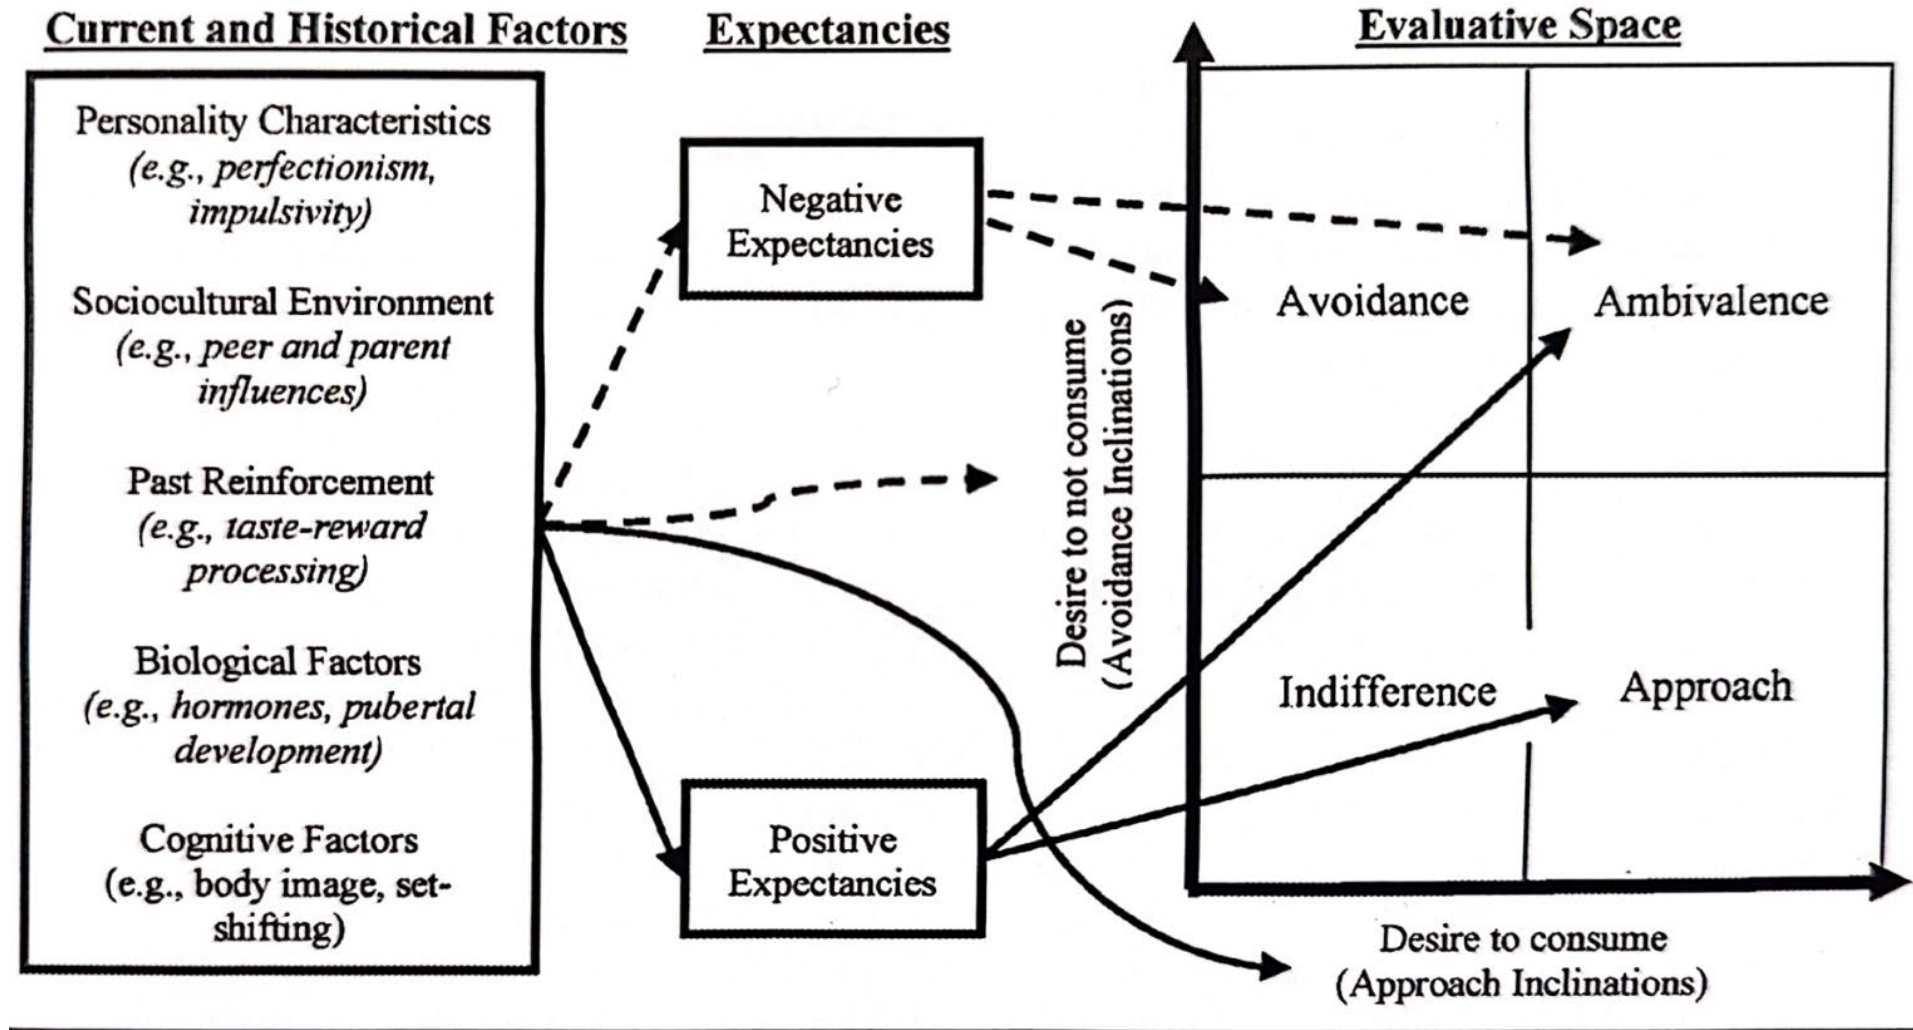 Current and Historical Factors
Personality Characteristics
(e.g., perfectionism,
impulsivity)
Sociocultural Environment
(e.g., peer and parent
influences)
Past Reinforcement
(e.g., taste-reward
processing)
Biological Factors
(e.g., hormones, pubertal
development)
Cognitive Factors
(e.g., body image, set-
shifting)
Expectancies
Negative
Expectancies
Positive
Expectancies
Evaluative Space
Desire to not consume
(Avoidance Inclinations)
Avoidance
Ambivalence
Indifference
Approach
Desire to consume
(Approach Inclinations)